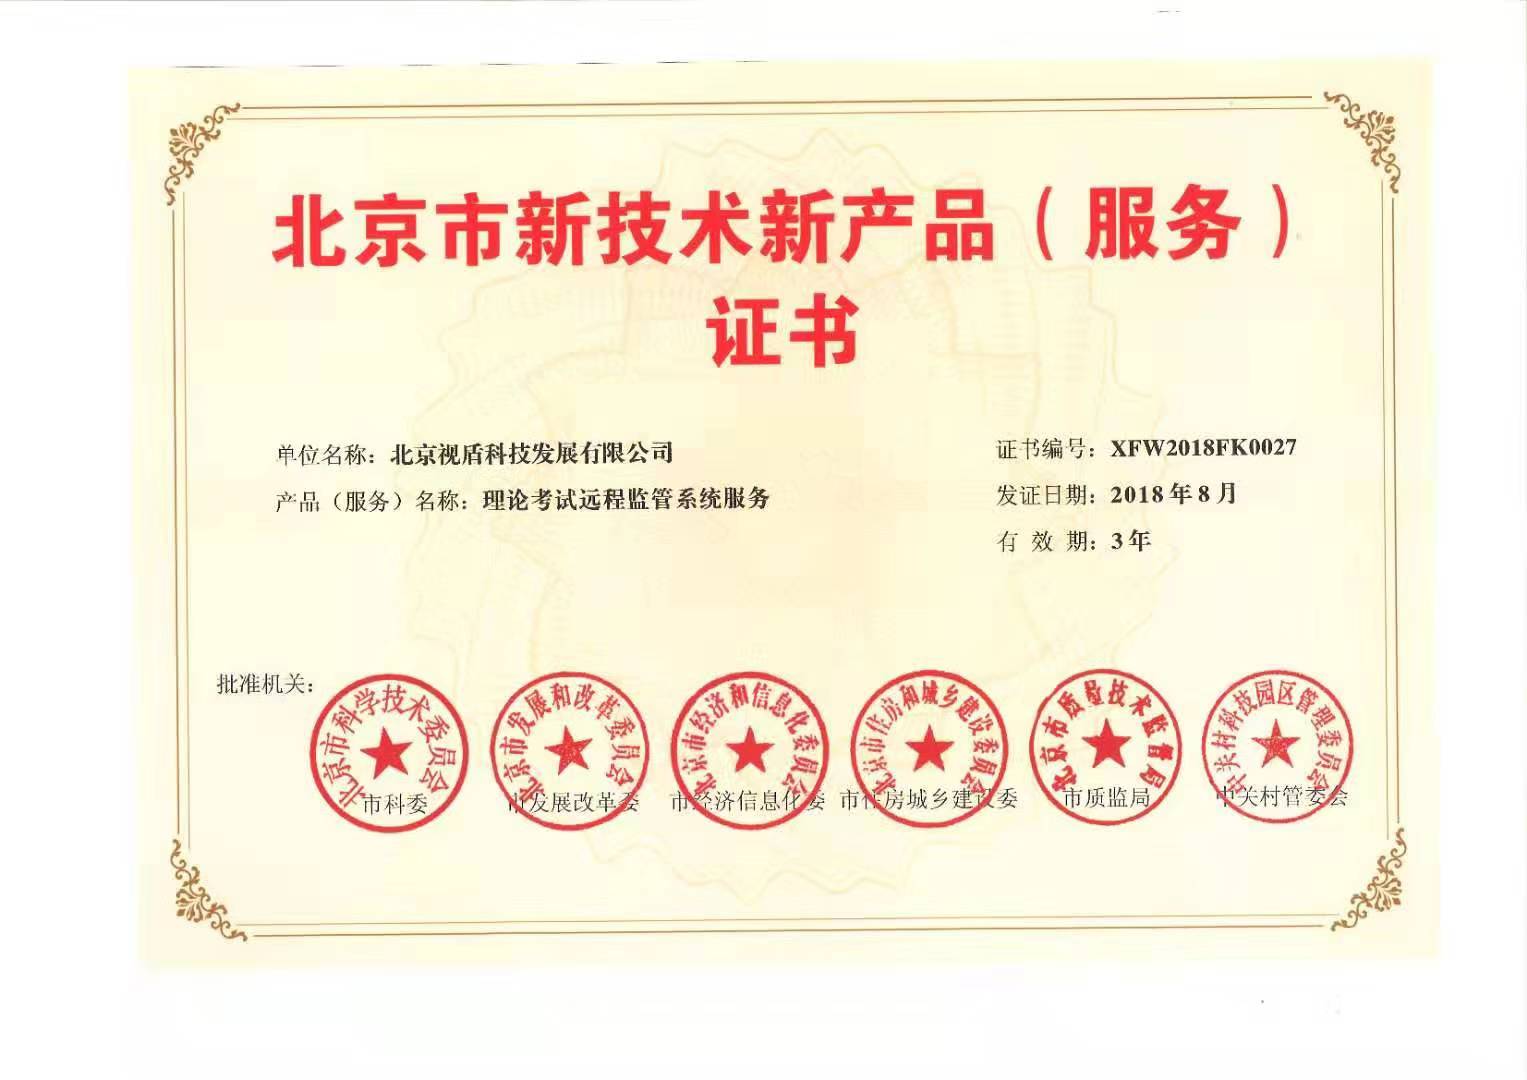 北京市新技术新产品（服务）
证书
单位名称：北京视盾科技发展有限公司
产品（服务）名称：理论考试远程监管系统服务
证书编号：XFW2018FK0027
发证日期：2018年8月
有 效 期：3年
批准机关：
北京市科学技术委员会
市科委
北京市发展和改革委员会
市发展改革委
北京市经济和信息化委员会
市经济信息化委
北京市住房和城乡建设委员会
市住房城乡建设委
北京市质量技术监督局
市质监局
中关村科技园区管理委员会
中关村管委会